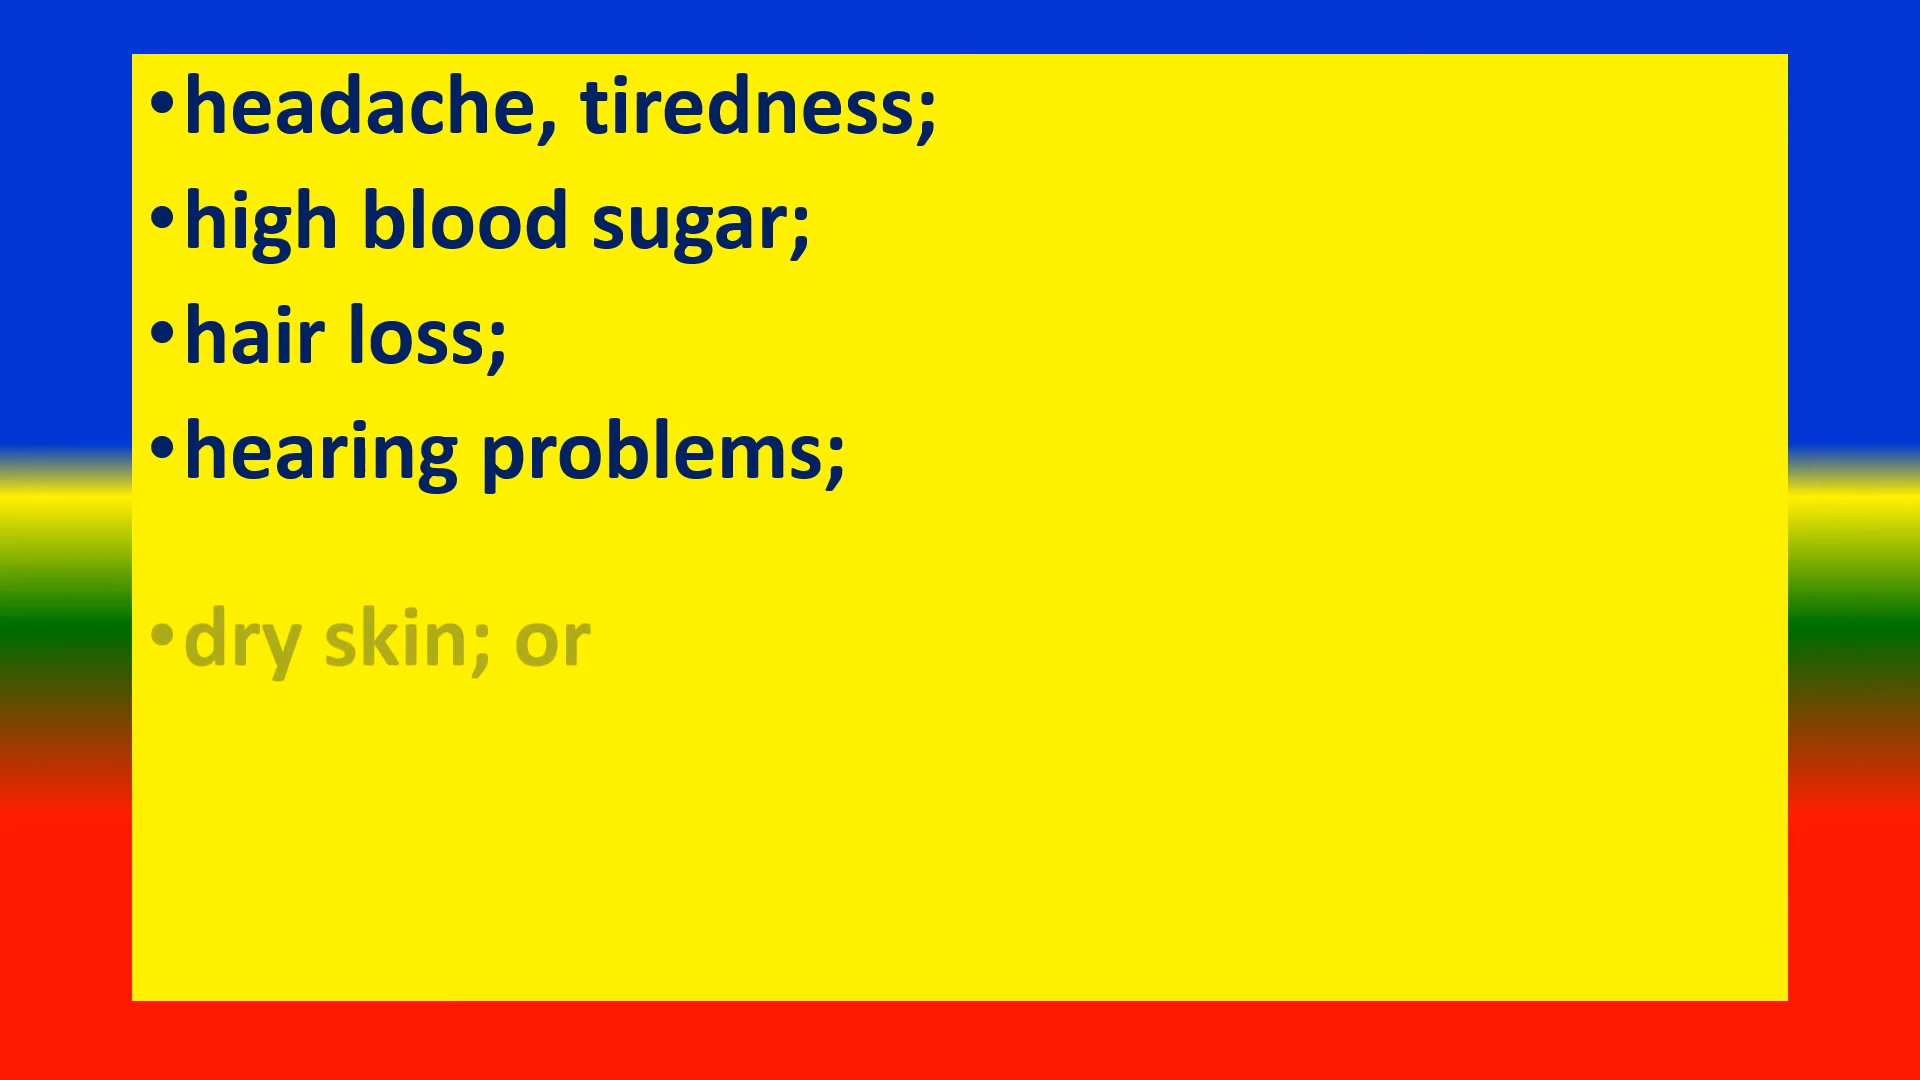 •headache, tiredness;
•high blood sugar;
•hair loss;
•hearing problems;
•dry skin; or